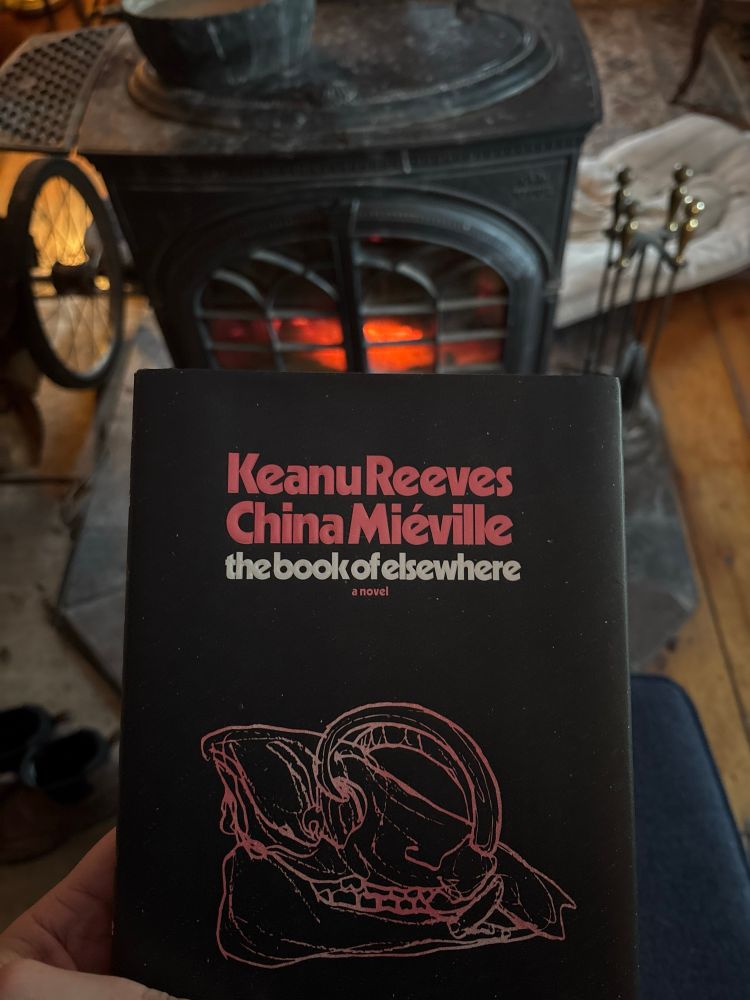 Keanu Reeves
China Miéville
the book of elsewhere
a novel